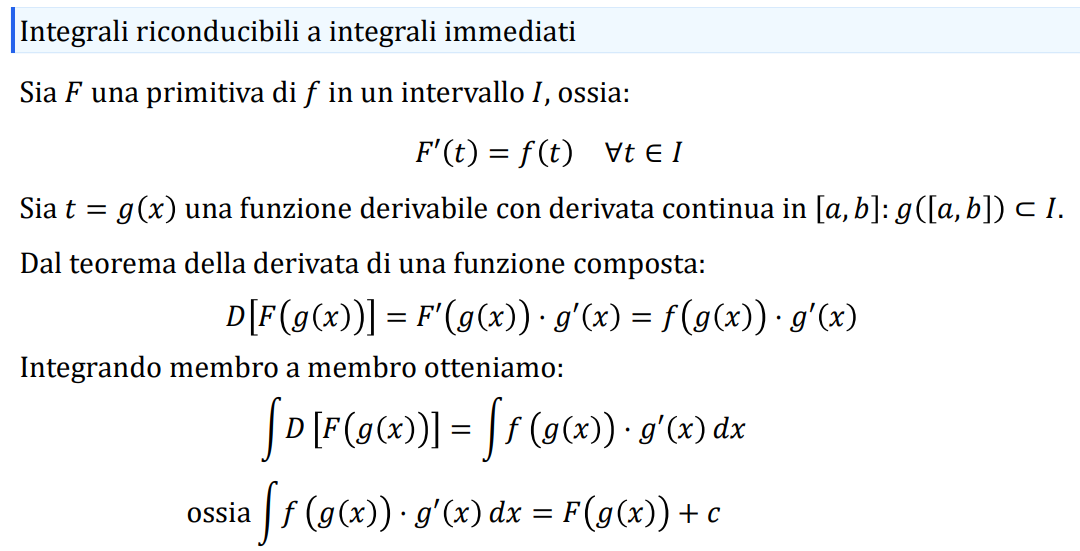 Integrali riconducibili a integrali immediati
Sia F una primitiva di f in un intervallo I, ossia:
F′(t) = f(t) ∀t ∈ I
Sia t = g(x) una funzione derivabile con derivata continua in [a, b]: g([a, b]) ⊂ I.
Dal teorema della derivata di una funzione composta:
D[F(g(x))] = F′(g(x)) · g′(x) = f(g(x)) · g′(x)
Integrando membro a membro otteniamo:
∫ D [F(g(x))] = ∫ f (g(x)) · g′(x) dx
ossia ∫ f (g(x)) · g′(x) dx = F(g(x)) + c